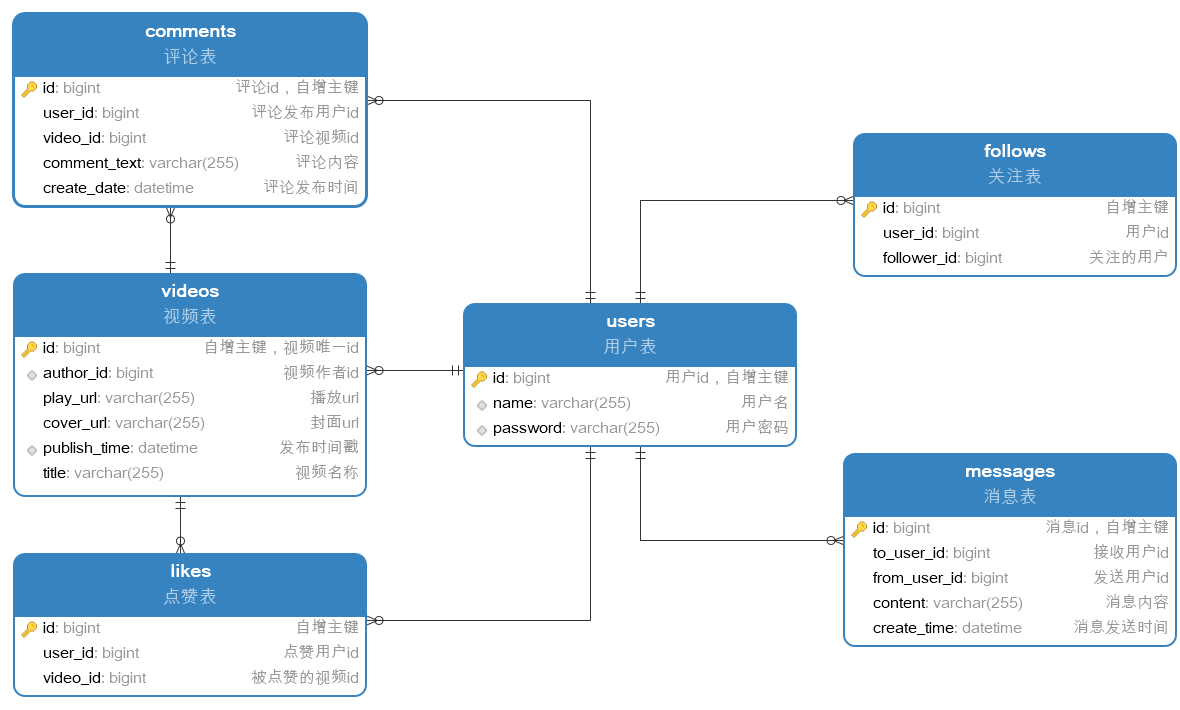 comments
评论表
id: bigint 评论id，自增主键
user_id: bigint 评论发布用户id
video_id: bigint 评论视频id
comment_text: varchar(255) 评论内容
create_date: datetime 评论发布时间
videos
视频表
id: bigint 自增主键，视频唯一id
author_id: bigint 视频作者id
play_url: varchar(255) 播放url
cover_url: varchar(255) 封面url
publish_time: datetime 发布时间戳
title: varchar(255) 视频名称
likes
点赞表
id: bigint 自增主键
user_id: bigint 点赞用户id
video_id: bigint 被点赞的视频id
users
用户表
id: bigint 用户id，自增主键
name: varchar(255) 用户名
password: varchar(255) 用户密码
follows
关注表
id: bigint 自增主键
user_id: bigint 用户id
follower_id: bigint 关注的用户
messages
消息表
id: bigint 消息id，自增主键
to_user_id: bigint 接收用户id
from_user_id: bigint 发送用户id
content: varchar(255) 消息内容
create_time: datetime 消息发送时间